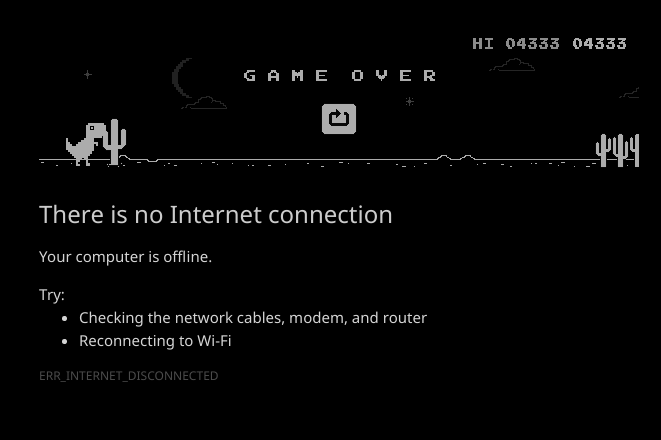 HI 04333 04333
GAME OVER
There is no Internet connection
Your computer is offline.
Try:
• Checking the network cables, modem, and router
• Reconnecting to Wi-Fi
ERR_INTERNET_DISCONNECTED